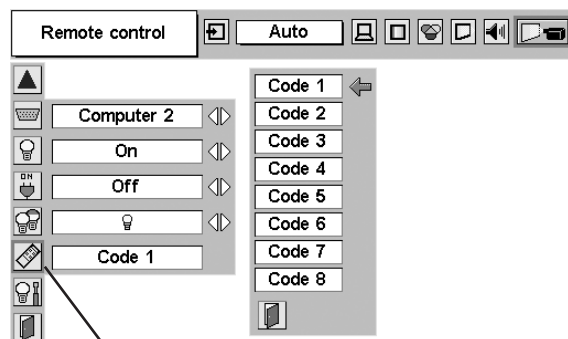 Remote control
Auto
Computer 2
On
ON
Off
Code 1
Code 1
Code 2
Code 3
Code 4
Code 5
Code 6
Code 7
Code 8